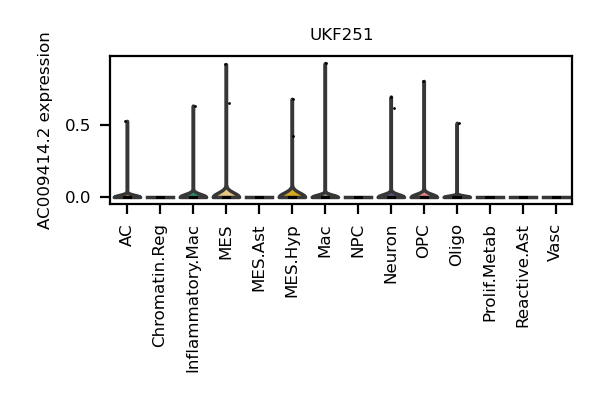 UKF251
AC009414.2 expression
0.5
0.0
AC
Chromatin.Reg
Inflammatory.Mac
MES
MES.Ast
MES.Hyp
Mac
NPC
Neuron
OPC
Oligo
Prolif.Metab
Reactive.Ast
Vasc